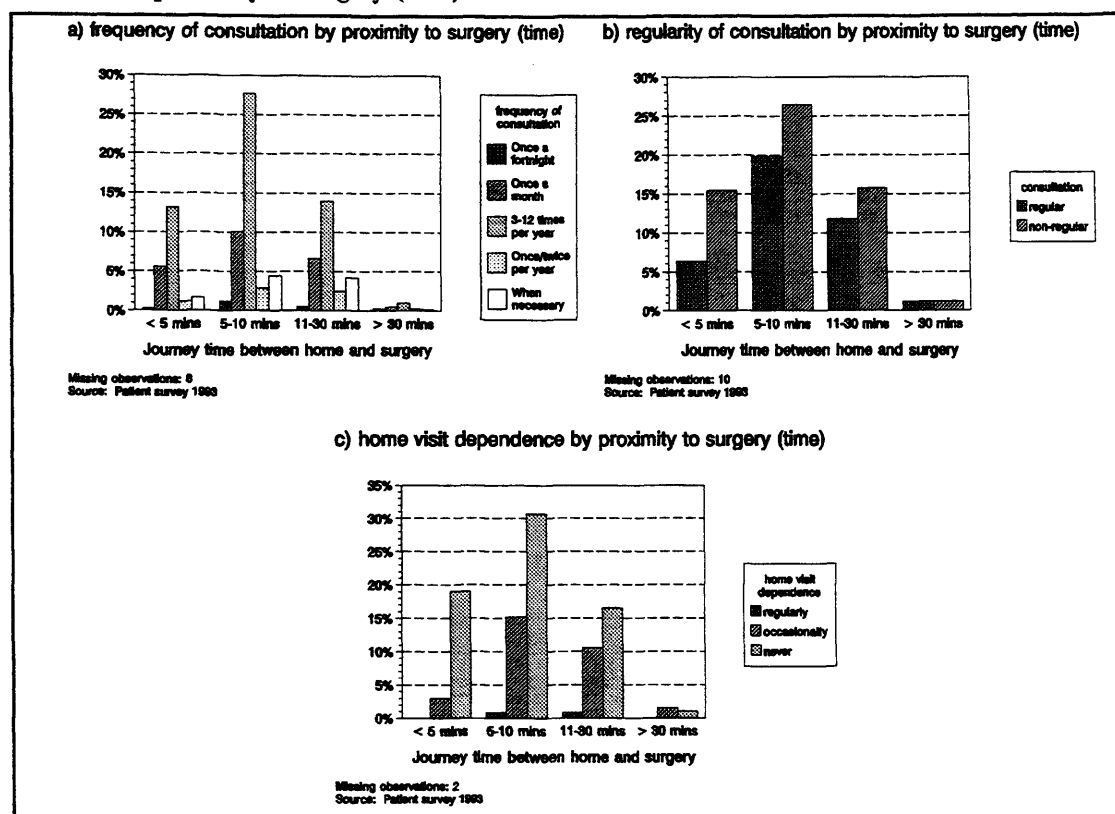 a) frequency of consultation by proximity to surgery (time)
30%
25%
20%
15%
10%
5%
0%
< 5 mins 5-10 mins 11-30 mins > 30 mins
Journey time between home and surgery
frequency of
consultation
Once a
fortnight
Once a
month
3-12 times
per year
Once/twice
per year
When
necessary
Missing observations: 8
Source: Patient survey 1993
b) regularity of consultation by proximity to surgery (time)
30%
25%
20%
15%
10%
5%
0%
< 5 mins 5-10 mins 11-30 mins > 30 mins
Journey time between home and surgery
consultation
regular
non-regular
Missing observations: 10
Source: Patient survey 1993
c) home visit dependence by proximity to surgery (time)
35%
30%
25%
20%
15%
10%
5%
0%
< 5 mins 5-10 mins 11-30 mins > 30 mins
Journey time between home and surgery
home visit
dependence
regularly
occasionally
never
Missing observations: 2
Source: Patient survey 1993